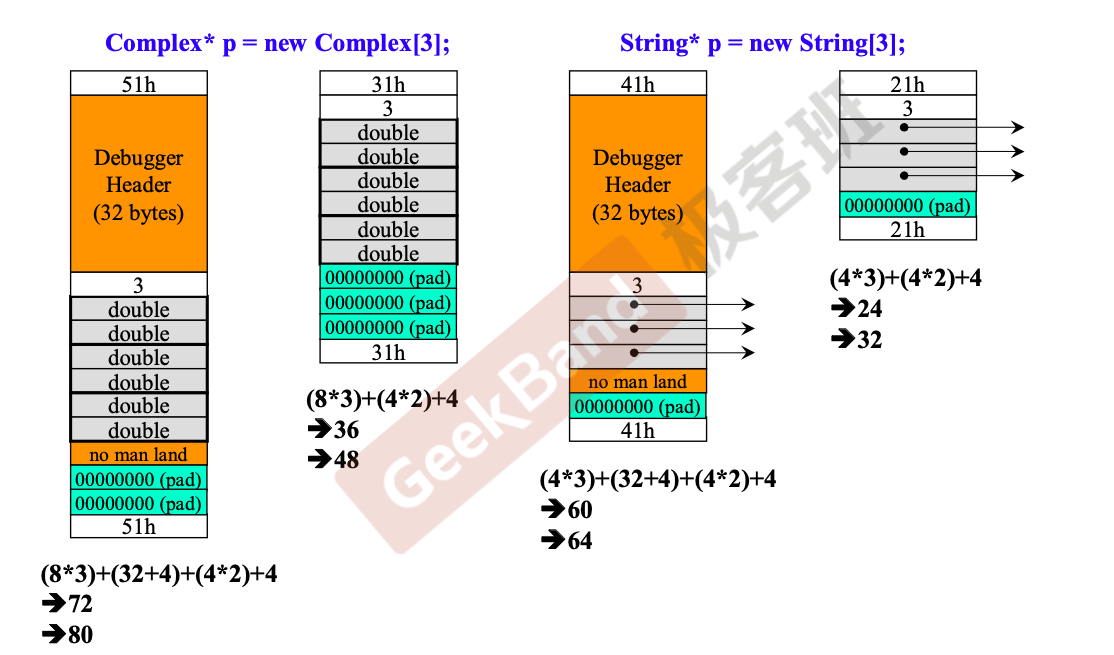 Complex* p = new Complex[3];
51h
Debugger
Header
(32 bytes)
3
double
double
double
double
double
double
no man land
00000000 (pad)
00000000 (pad)
51h
(8*3)+(32+4)+(4*2)+4
➔72
➔80
31h
3
double
double
double
double
double
double
00000000 (pad)
00000000 (pad)
00000000 (pad)
31h
(8*3)+(4*2)+4
➔36
➔48
String* p = new String[3];
41h
Debugger
Header
(32 bytes)
3
no man land
00000000 (pad)
41h
(4*3)+(32+4)+(4*2)+4
➔60
➔64
21h
3
00000000 (pad)
21h
(4*3)+(4*2)+4
➔24
➔32
GeekBand 极客班